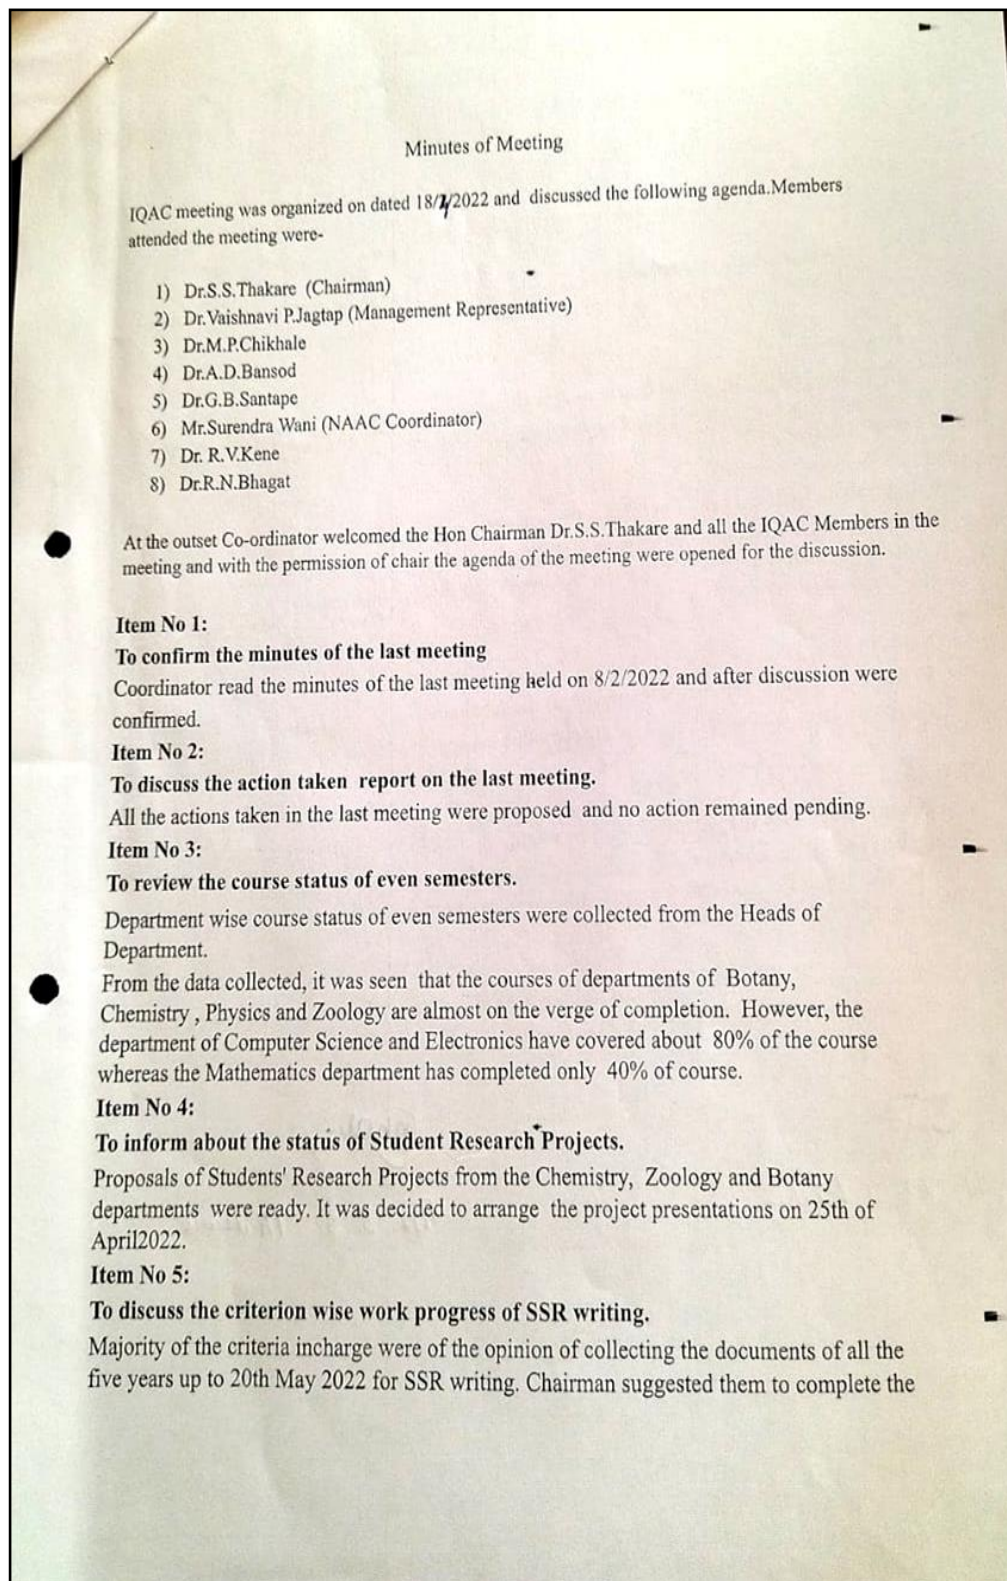 Minutes of Meeting
IQAC meeting was organized on dated 18/ /2022 and discussed the following agenda.Members
attended the meeting were-
1) Dr.S.S.Thakare (Chairman)
2) Dr.Vaishnavi P.Jagtap (Management Representative)
3) Dr.M.P.Chikhale
4) Dr.A.D.Bansod
5) Dr.G.B.Santape
6) Mr.Surendra Wani (NAAC Coordinator)
7) Dr. R.V.Kene
8) Dr.R.N.Bhagat
At the outset Co-ordinator welcomed the Hon Chairman Dr.S.S.Thakare and all the IQAC Members in the
meeting and with the permission of chair the agenda of the meeting were opened for the discussion.
Item No 1:
To confirm the minutes of the last meeting
Coordinator read the minutes of the last meeting held on 8/2/2022 and after discussion were
confirmed.
Item No 2:
To discuss the action taken report on the last meeting.
All the actions taken in the last meeting were proposed and no action remained pending.
Item No 3:
To review the course status of even semesters.
Department wise course status of even semesters were collected from the Heads of
Department.
From the data collected, it was seen that the courses of departments of Botany,
Chemistry , Physics and Zoology are almost on the verge of completion. However, the
department of Computer Science and Electronics have covered about 80% of the course
whereas the Mathematics department has completed only 40% of course.
Item No 4:
To inform about the status of Student Research Projects.
Proposals of Students' Research Projects from the Chemistry, Zoology and Botany
departments were ready. It was decided to arrange the project presentations on 25th of
April2022.
Item No 5:
To discuss the criterion wise work progress of SSR writing.
Majority of the criteria incharge were of the opinion of collecting the documents of all the
five years up to 20th May 2022 for SSR writing. Chairman suggested them to complete the